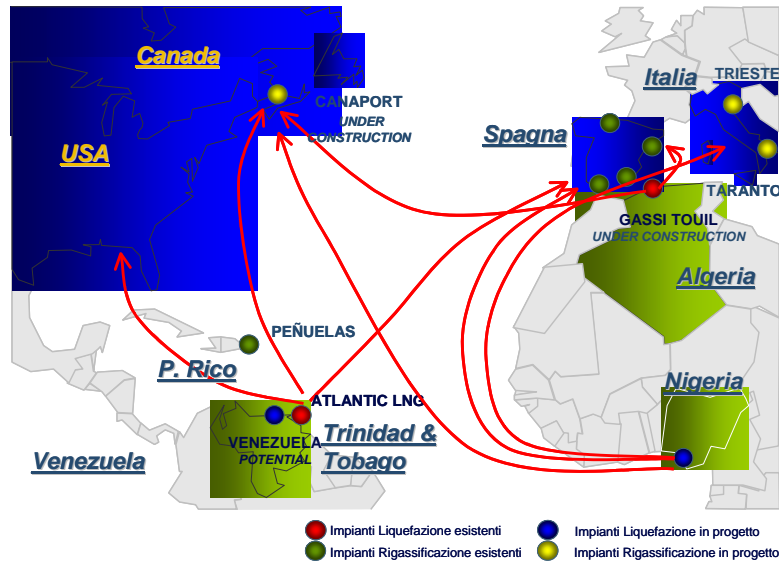 Canada
USA
CANAPORT
UNDER
CONSTRUCTION
Italia
TRIESTE
Spagna
TARANTO
GASSI TOUIL
UNDER CONSTRUCTION
Algeria
PEÑUELAS
P. Rico
Nigeria
ATLANTIC LNG
VENEZUELA
POTENTIAL
Trinidad &
Tobago
Venezuela
Impianti Liquefazione esistenti
Impianti Liquefazione in progetto
Impianti Rigassificazione esistenti
Impianti Rigassificazione in progetto